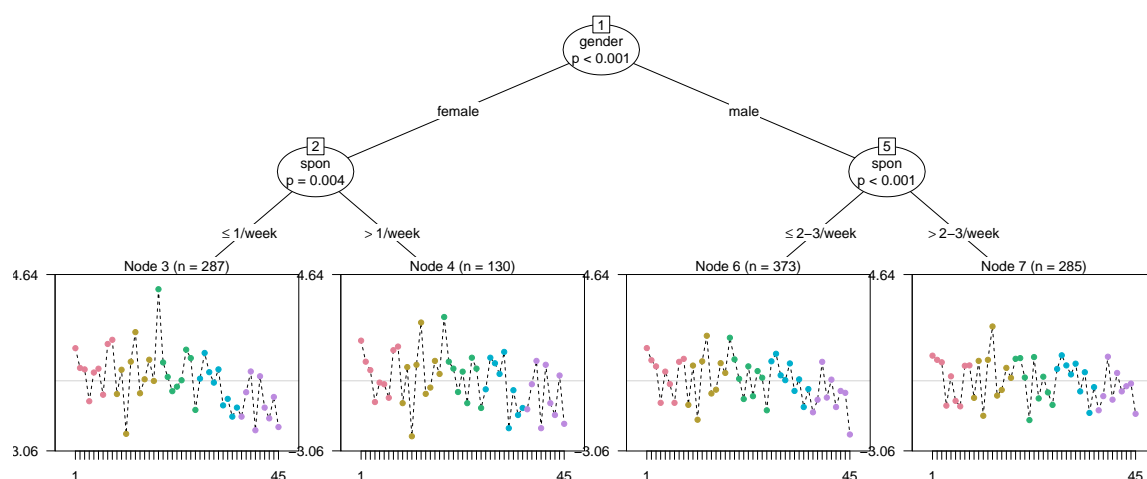 1
gender
p < 0.001
female
male
2
spon
p = 0.004
5
spon
p < 0.001
≤ 1/week
> 1/week
≤ 2−3/week
> 2−3/week
Node 3 (n = 287)
Node 4 (n = 130)
Node 6 (n = 373)
Node 7 (n = 285)
4.64
4.64
4.64
4.64
3.06
−3.06
−3.06
−3.06
1
45
1
45
1
45
1
45